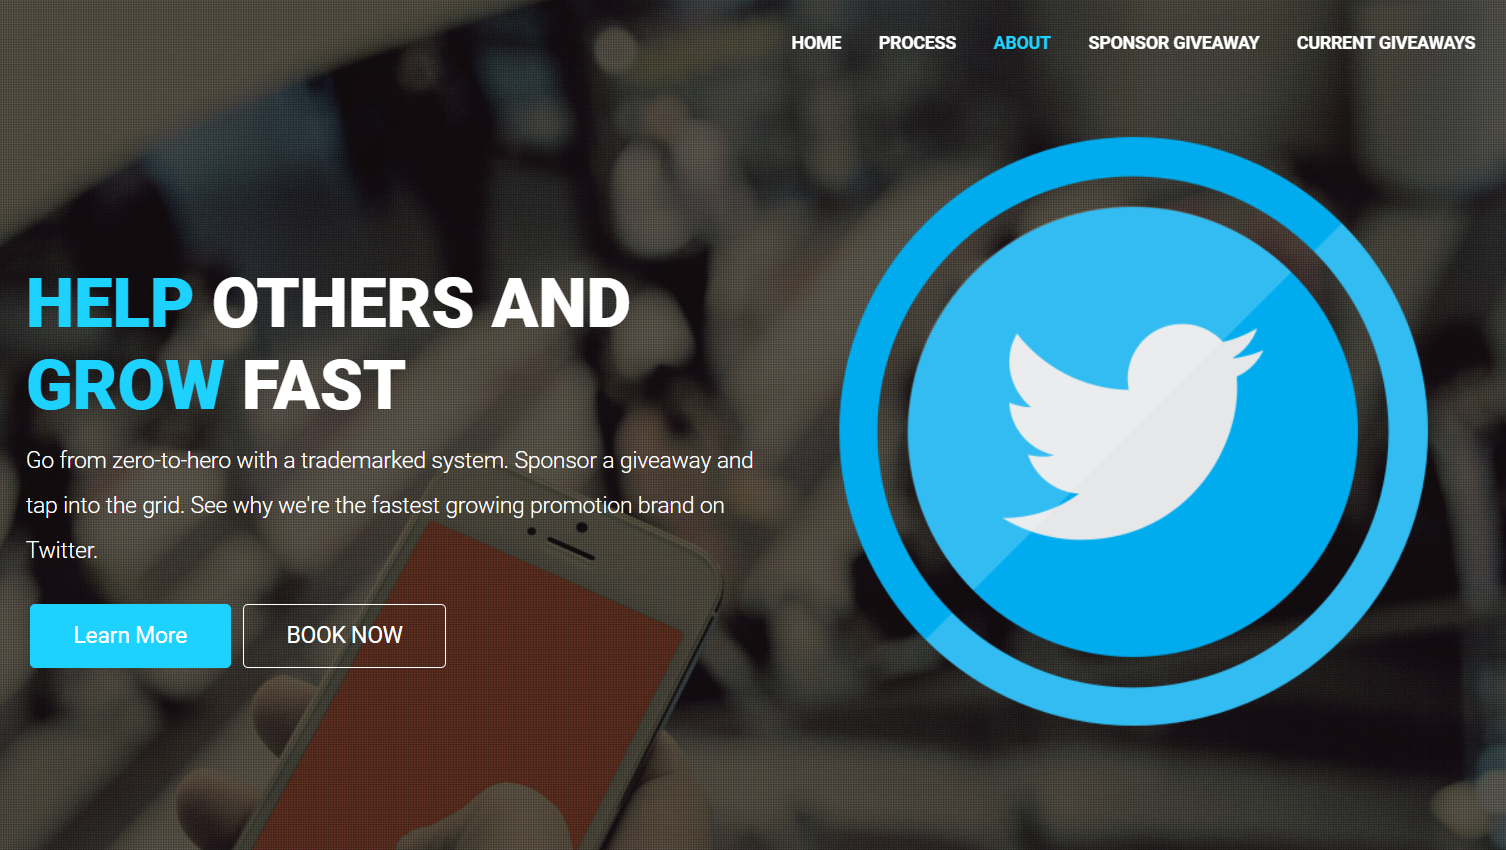 HOME PROCESS ABOUT SPONSOR GIVEAWAY CURRENT GIVEAWAYS
HELP OTHERS AND
GROW FAST
Go from zero-to-hero with a trademarked system. Sponsor a giveaway and
tap into the grid. See why we're the fastest growing promotion brand on
Twitter.
Learn More BOOK NOW